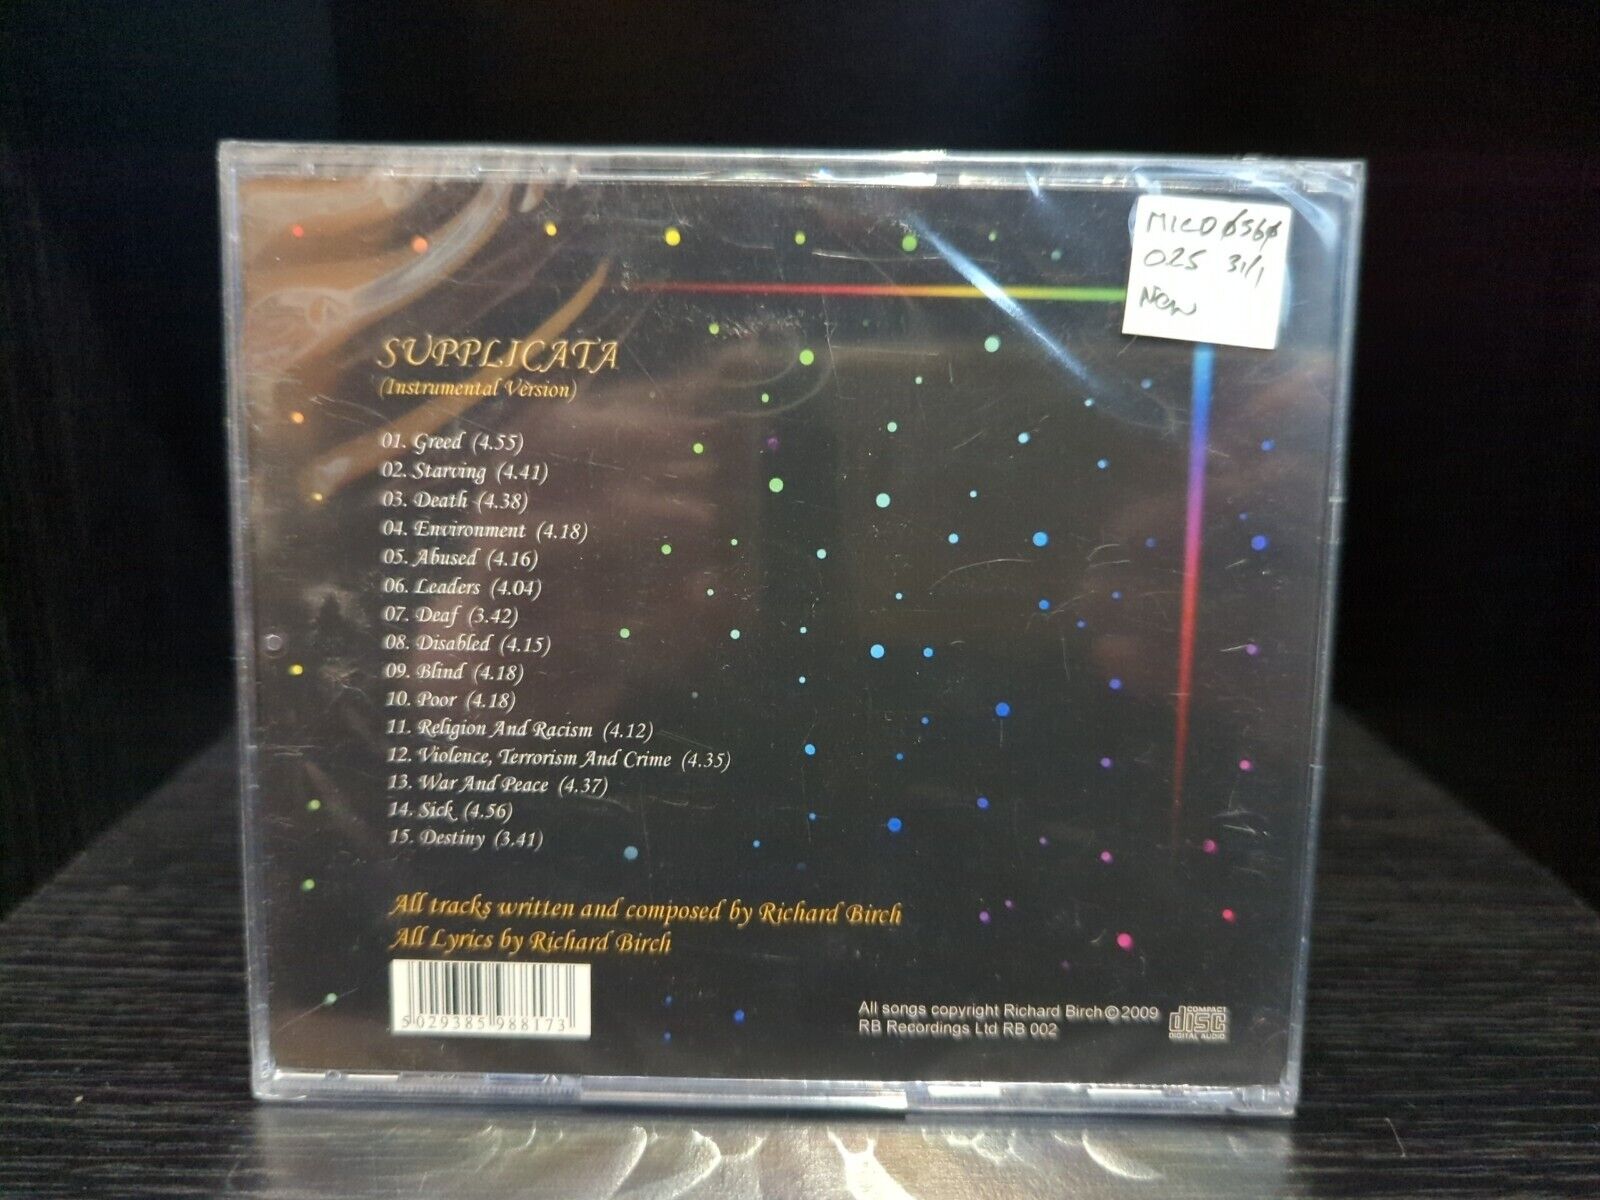 MICD0560
025 31/1
New
SUPPLICATA
(Instrumental Version)
01. Greed (4.55)
02. Starving (4.41)
03. Death (4.38)
04. Environment (4.18)
05. Abused (4.16)
06. Leaders (4.04)
07. Deaf (3.42)
08. Disabled (4.15)
09. Blind (4.18)
10. Poor (4.18)
11. Religion And Racism (4.12)
12. Violence, Terrorism And Crime (4.35)
13. War And Peace (4.37)
14. Sick (4.56)
15. Destiny (3.41)
All tracks written and composed by Richard Birch
All Lyrics by Richard Birch
5 029385 988173
All songs copyright Richard Birch © 2009
RB Recordings Ltd RB 002
COMPACT
disc
DIGITAL AUDIO